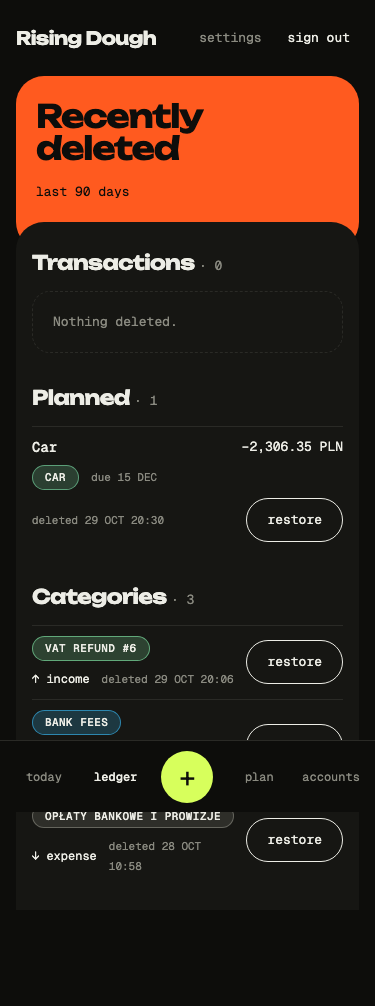 Rising Dough
settings
sign out
Recently
deleted
last 90 days
Transactions · 0
Nothing deleted.
Planned · 1
Car
−2,306.35 PLN
CAR
due 15 DEC
deleted 29 OCT 20:30
restore
Categories · 3
VAT REFUND #6
↑ income
deleted 29 OCT 20:06
restore
BANK FEES
today
ledger
+
plan
accounts
OPŁATY BANKOWE I PROWIZJE
↓ expense
deleted 28 OCT
10:58
restore